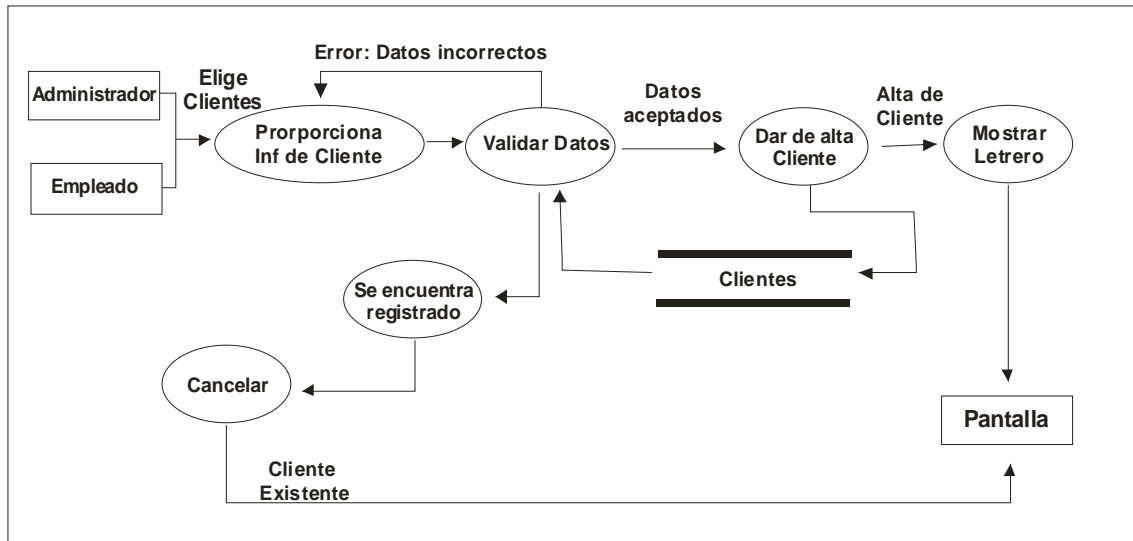 Error: Datos incorrectos
Elige
Clientes
Administrador
Empleado
Prorporciona
Inf de Cliente
Validar Datos
Datos
aceptados
Dar de alta
Cliente
Alta de
Cliente
Mostrar
Letrero
Clientes
Se encuentra
registrado
Cancelar
Pantalla
Cliente
Existente